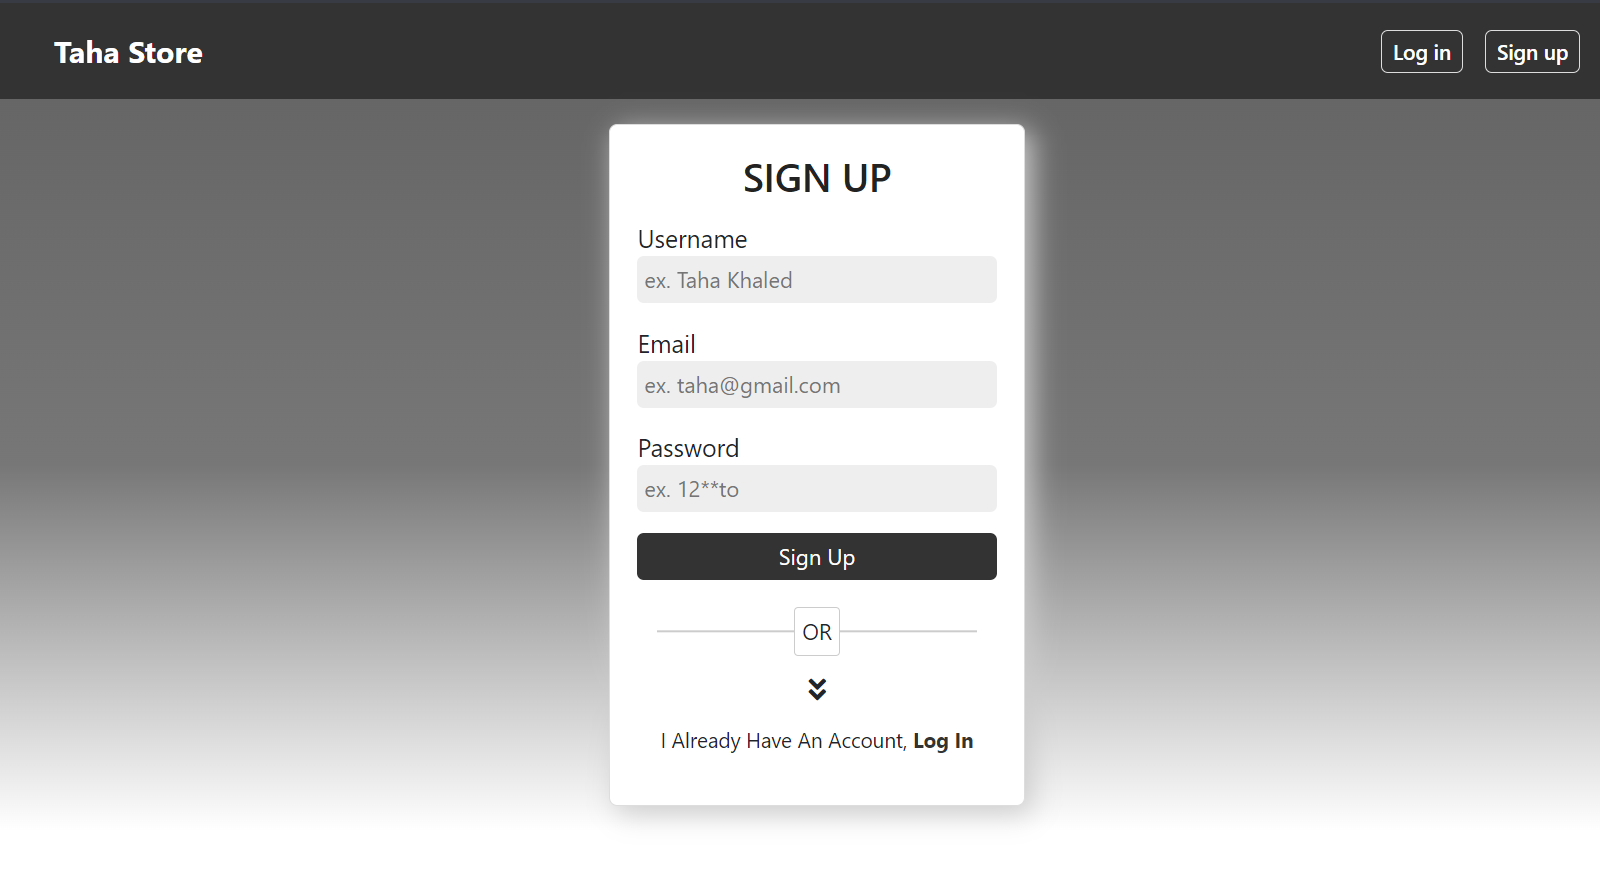 Taha Store
Log in
Sign up
SIGN UP
Username
ex. Taha Khaled
Email
ex. taha@gmail.com
Password
ex. 12**to
Sign Up
OR
I Already Have An Account, Log In